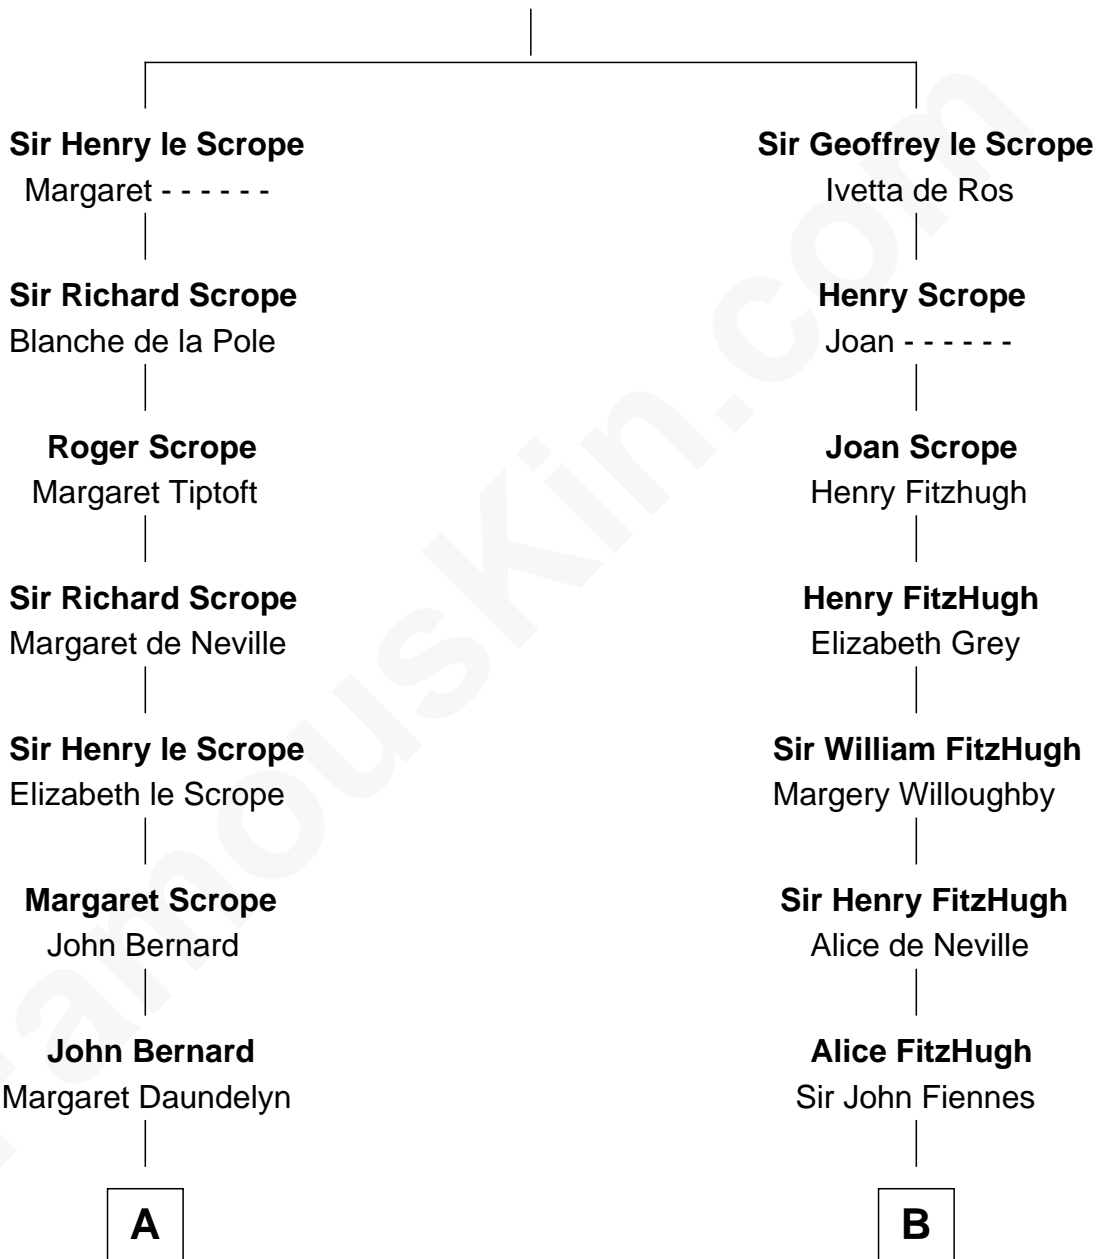 Sir Henry le Scrope
Margaret - - - - - -
Sir Richard Scrope
Blanche de la Pole
Roger Scrope
Margaret Tiptoft
Sir Richard Scrope
Margaret de Neville
Sir Henry le Scrope
Elizabeth le Scrope
Margaret Scrope
John Bernard
John Bernard
Margaret Daundelyn
A
Sir Geoffrey le Scrope
Ivetta de Ros
Henry Scrope
Joan - - - - - -
Joan Scrope
Henry Fitzhugh
Henry FitzHugh
Elizabeth Grey
Sir William FitzHugh
Margery Willoughby
Sir Henry FitzHugh
Alice de Neville
Alice FitzHugh
Sir John Fiennes
B
FamousKin.com